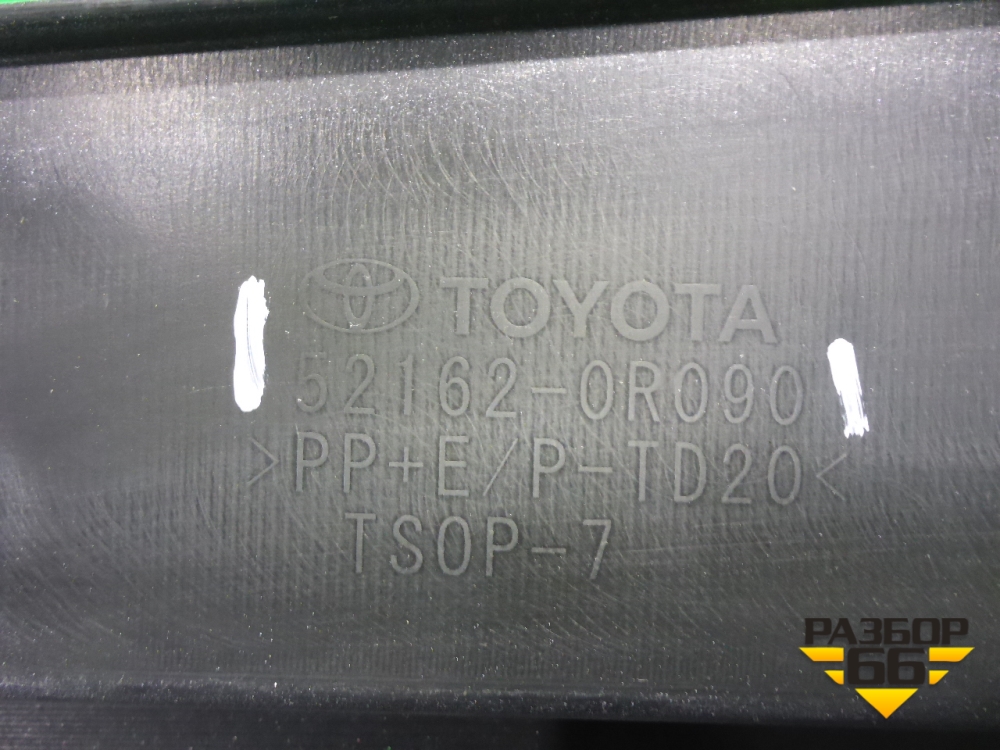 TOYOTA
52162-0R090
>PP+E/P-TD20<
TSOP-7
РАЗБОР
66